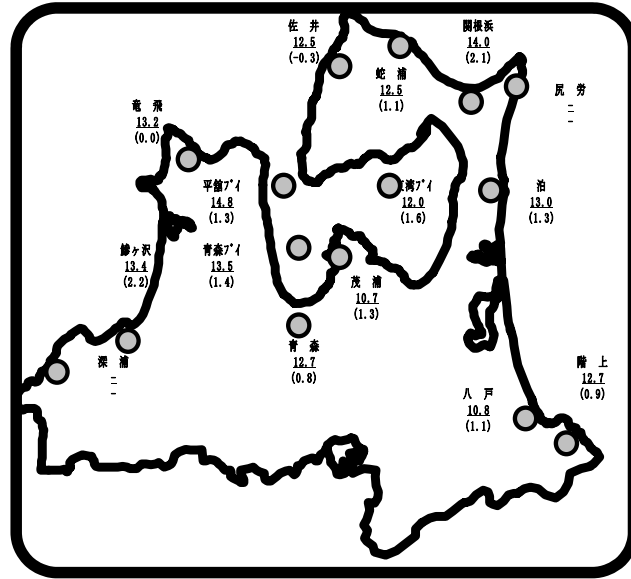 佐 井
12.5
(-0.3)
関根浜
14.0
(2.1)
蛇 浦
12.5
(1.1)
尻 労
-
-
竜 飛
13.2
(0.0)
平舘ブイ
14.8
(1.3)
湾ブイ
12.0
(1.6)
泊
13.0
(1.3)
鰺ヶ沢
13.4
(2.2)
青森ブイ
13.5
(1.4)
茂 浦
10.7
(1.3)
青 森
12.7
(0.8)
深 浦
-
-
八 戸
10.8
(1.1)
階 上
12.7
(0.9)